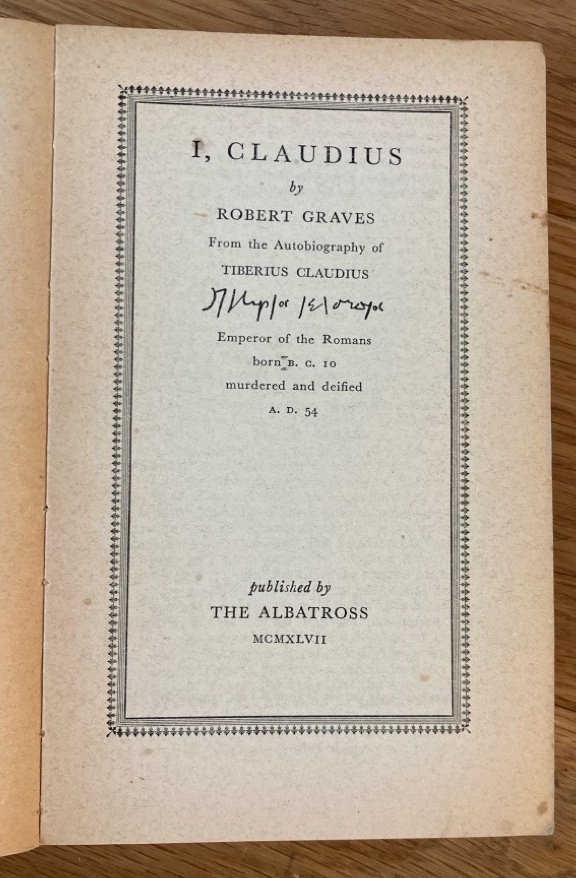 I, CLAUDIUS
by
ROBERT GRAVES
From the Autobiography of
TIBERIUS CLAUDIUS
Emperor of the Romans
born B. C. 10
murdered and deified
A. D. 54
published by
THE ALBATROSS
MCMXLVII